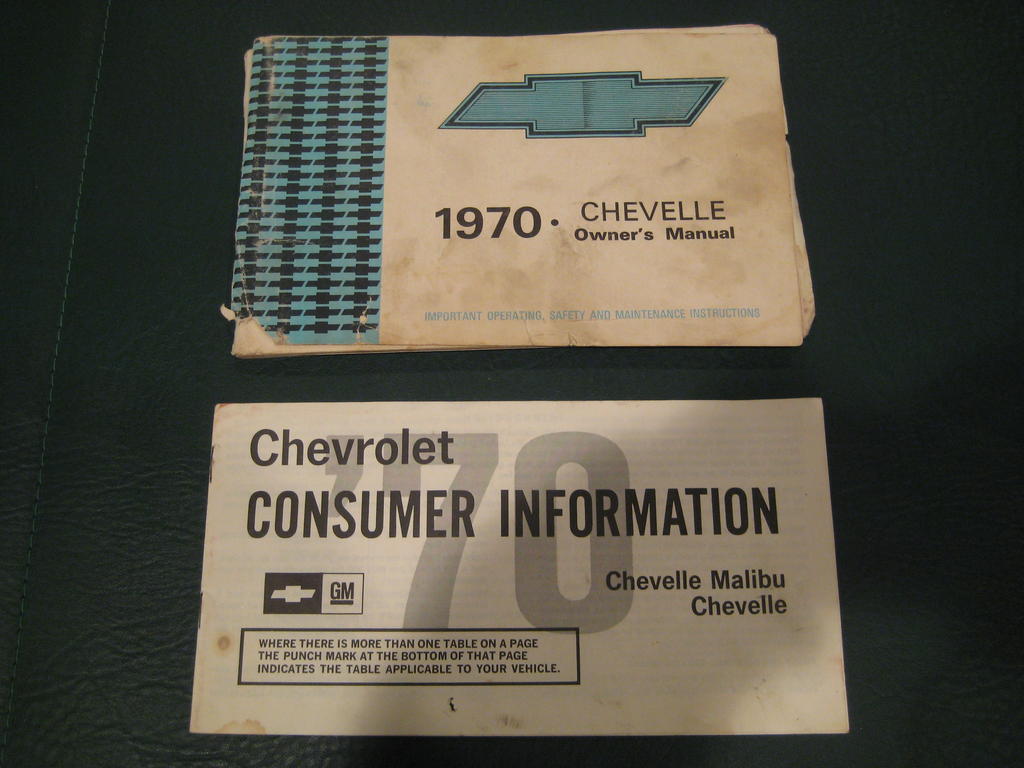 1970 · CHEVELLE
Owner's Manual
IMPORTANT OPERATING, SAFETY AND MAINTENANCE INSTRUCTIONS
'70
Chevrolet
CONSUMER INFORMATION
GM
Chevelle Malibu
Chevelle
WHERE THERE IS MORE THAN ONE TABLE ON A PAGE
THE PUNCH MARK AT THE BOTTOM OF THAT PAGE
INDICATES THE TABLE APPLICABLE TO YOUR VEHICLE.